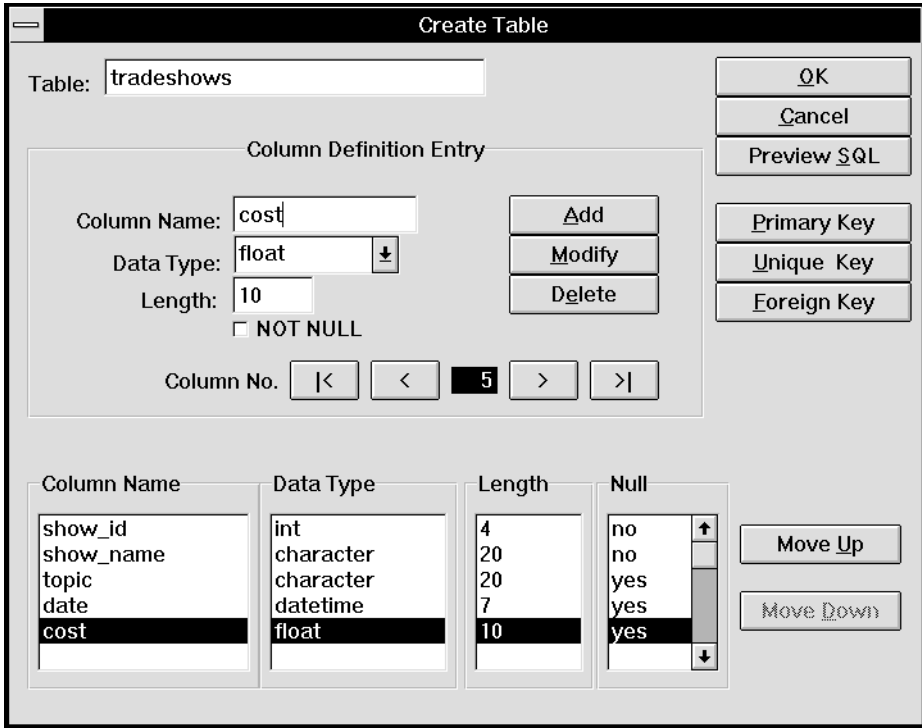 Create Table
Table: tradeshows
OK
Cancel
Preview SQL
Column Definition Entry
Column Name: cost
Data Type: float
Length: 10
NOT NULL
Add
Modify
Delete
Primary Key
Unique Key
Foreign Key
Column No. |< < 5 > >|
Column Name Data Type Length Null
show_id int 4 no
show_name character 20 no
topic character 20 yes
date datetime 7 yes
cost float 10 yes
Move Up
Move Down